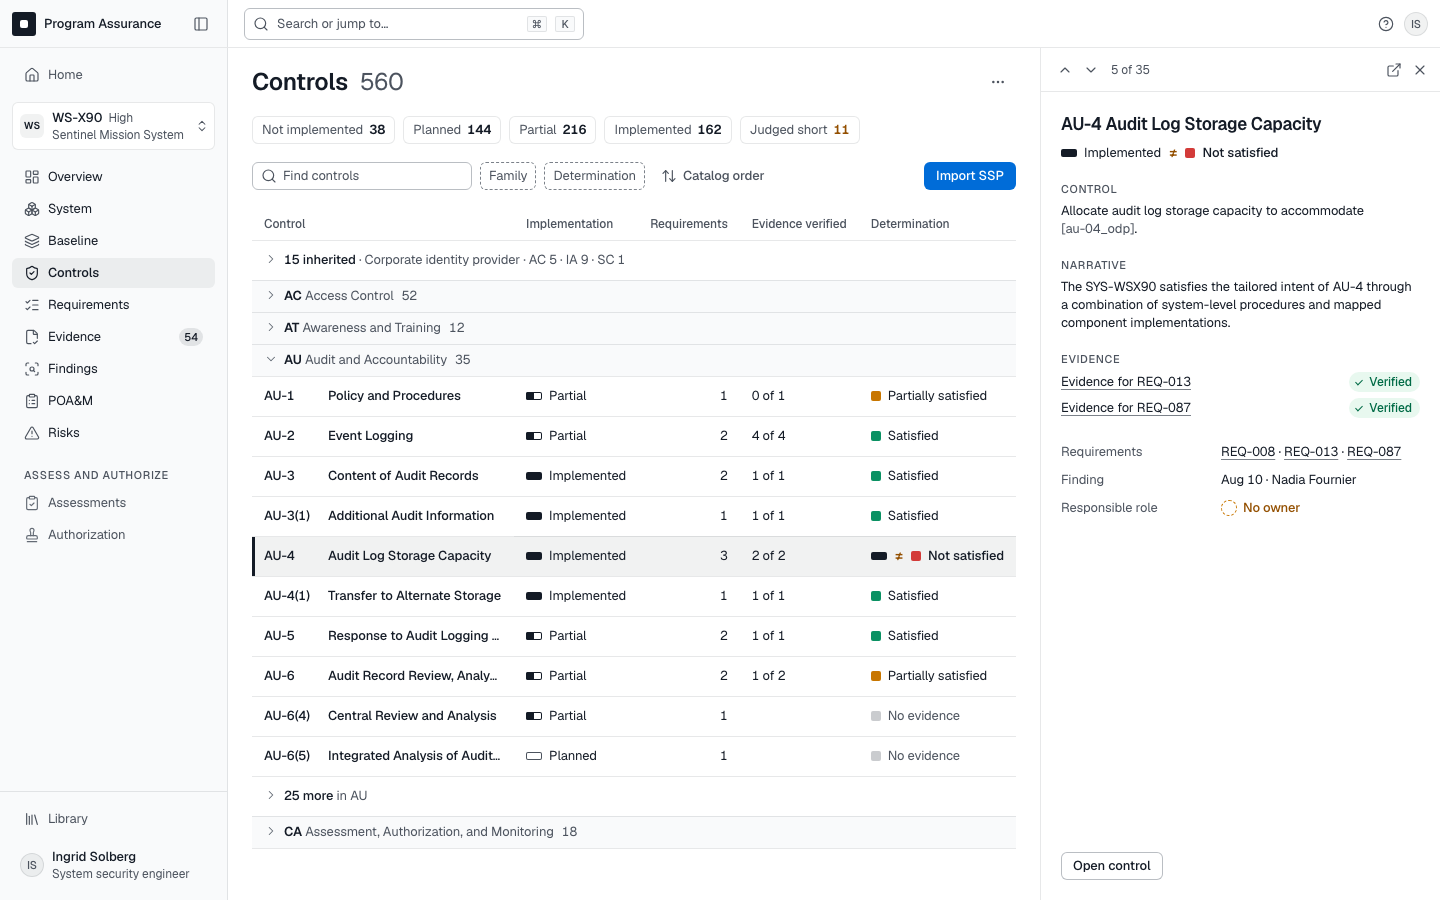 Program Assurance
Search or jump to... ⌘ K
IS
Home
WS WS-X90 High
Sentinel Mission System
Overview
System
Baseline
Controls
Requirements
Evidence 54
Findings
POA&M
Risks
ASSESS AND AUTHORIZE
Assessments
Authorization
Library
IS Ingrid Solberg
System security engineer
Controls 560
Not implemented 38 Planned 144 Partial 216 Implemented 162 Judged short 11
Find controls Family Determination Catalog order Import SSP
Control Implementation Requirements Evidence verified Determination
15 inherited · Corporate identity provider · AC 5 · IA 9 · SC 1
AC Access Control 52
AT Awareness and Training 12
AU Audit and Accountability 35
AU-1 Policy and Procedures Partial 1 0 of 1 Partially satisfied
AU-2 Event Logging Partial 2 4 of 4 Satisfied
AU-3 Content of Audit Records Implemented 2 1 of 1 Satisfied
AU-3(1) Additional Audit Information Implemented 1 1 of 1 Satisfied
AU-4 Audit Log Storage Capacity Implemented 3 2 of 2 ≠ Not satisfied
AU-4(1) Transfer to Alternate Storage Implemented 1 1 of 1 Satisfied
AU-5 Response to Audit Logging ... Partial 2 1 of 1 Satisfied
AU-6 Audit Record Review, Analy... Partial 2 1 of 2 Partially satisfied
AU-6(4) Central Review and Analysis Partial 1 No evidence
AU-6(5) Integrated Analysis of Audit... Planned 1 No evidence
25 more in AU
CA Assessment, Authorization, and Monitoring 18
5 of 35
AU-4 Audit Log Storage Capacity
Implemented ≠ Not satisfied
CONTROL
Allocate audit log storage capacity to accommodate
[au-04_odp].
NARRATIVE
The SYS-WSX90 satisfies the tailored intent of AU-4 through
a combination of system-level procedures and mapped
component implementations.
EVIDENCE
Evidence for REQ-013 Verified
Evidence for REQ-087 Verified
Requirements REQ-008 · REQ-013 · REQ-087
Finding Aug 10 · Nadia Fournier
Responsible role No owner
Open control